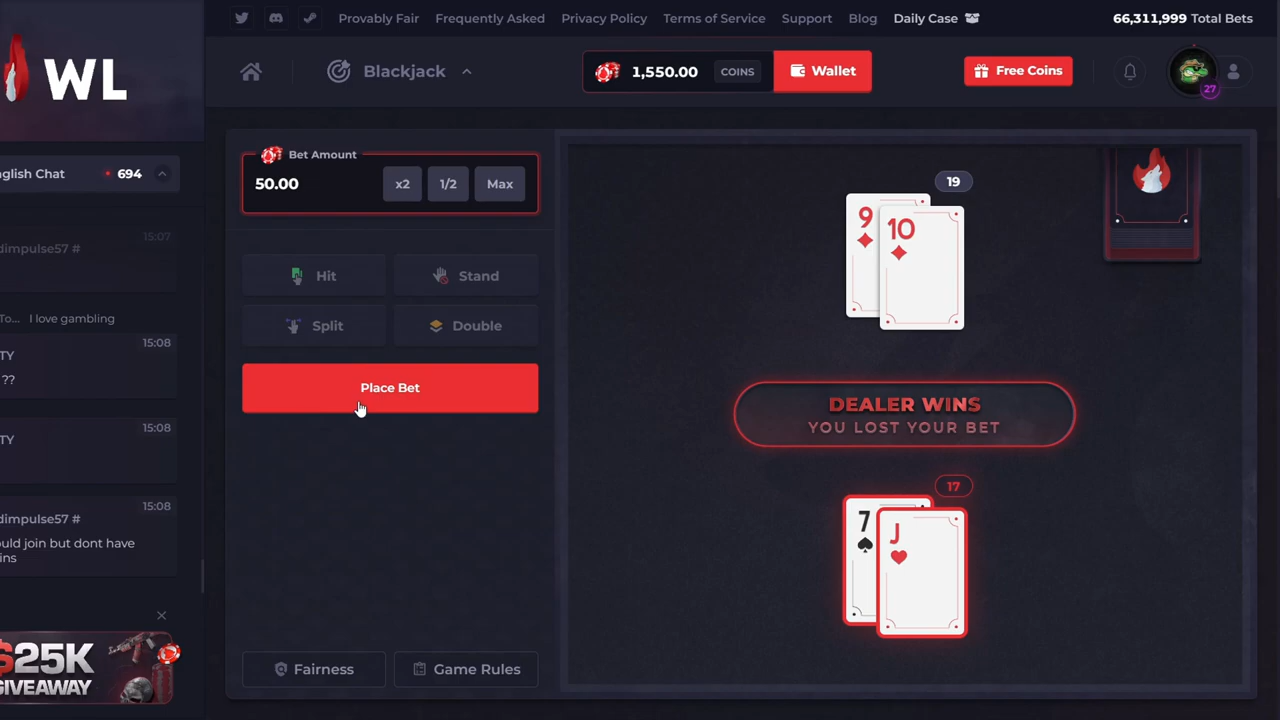 Provably Fair
Frequently Asked
Privacy Policy
Terms of Service
Support
Blog
Daily Case
66,311,999 Total Bets
WL
Blackjack
1,550.00 COINS
Wallet
Free Coins
27
glish Chat
694
Bet Amount
50.00
x2
1/2
Max
Hit
Stand
Split
Double
Place Bet
Fairness
Game Rules
15:07
dimpulse57 #
To... I love gambling
TY
15:08
??
TY
15:08
dimpulse57 #
15:08
uld join but dont have
ins
$25K
GIVEAWAY
19
9
10
DEALER WINS
YOU LOST YOUR BET
17
7
J